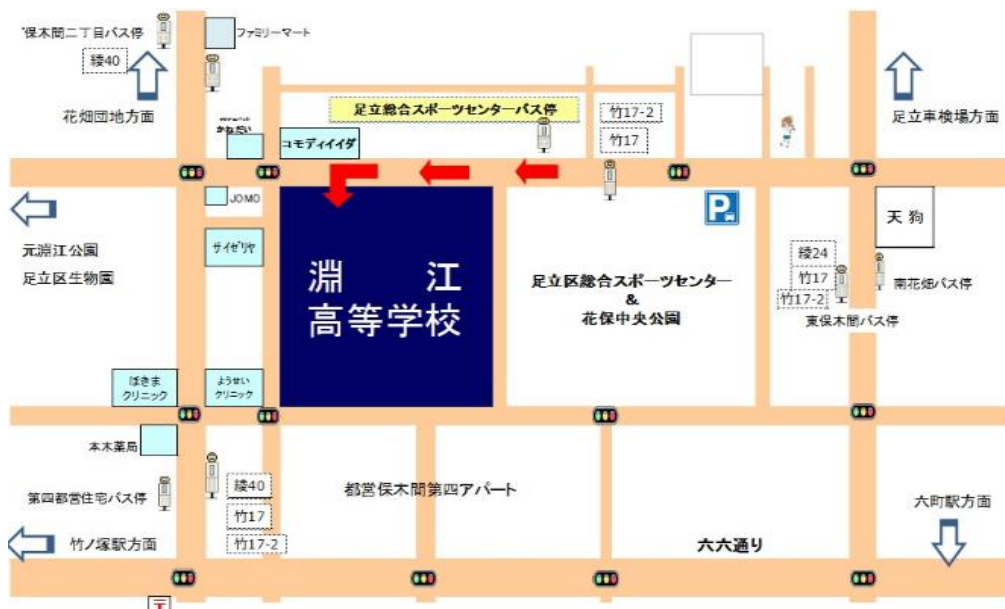 保木間二丁目バス停
ファミリーマート
綾40
花畑団地方面
足立総合スポーツセンターバス停
竹17-2
竹17
足立車検場方面
かねだい
コモディイイダ
JOMO
P
天狗
元淵江公園
足立区生物園
サイゼリヤ
淵　江
高等学校
足立区総合スポーツセンター
&
花保中央公園
綾24
竹17
竹17-2
南花畑バス停
東保木間バス停
ほきま
クリニック
ようせい
クリニック
本木薬局
第四都営住宅バス停
綾40
竹17
竹17-2
都営保木間第四アパート
六町駅方面
竹ノ塚駅方面
六六通り
〒